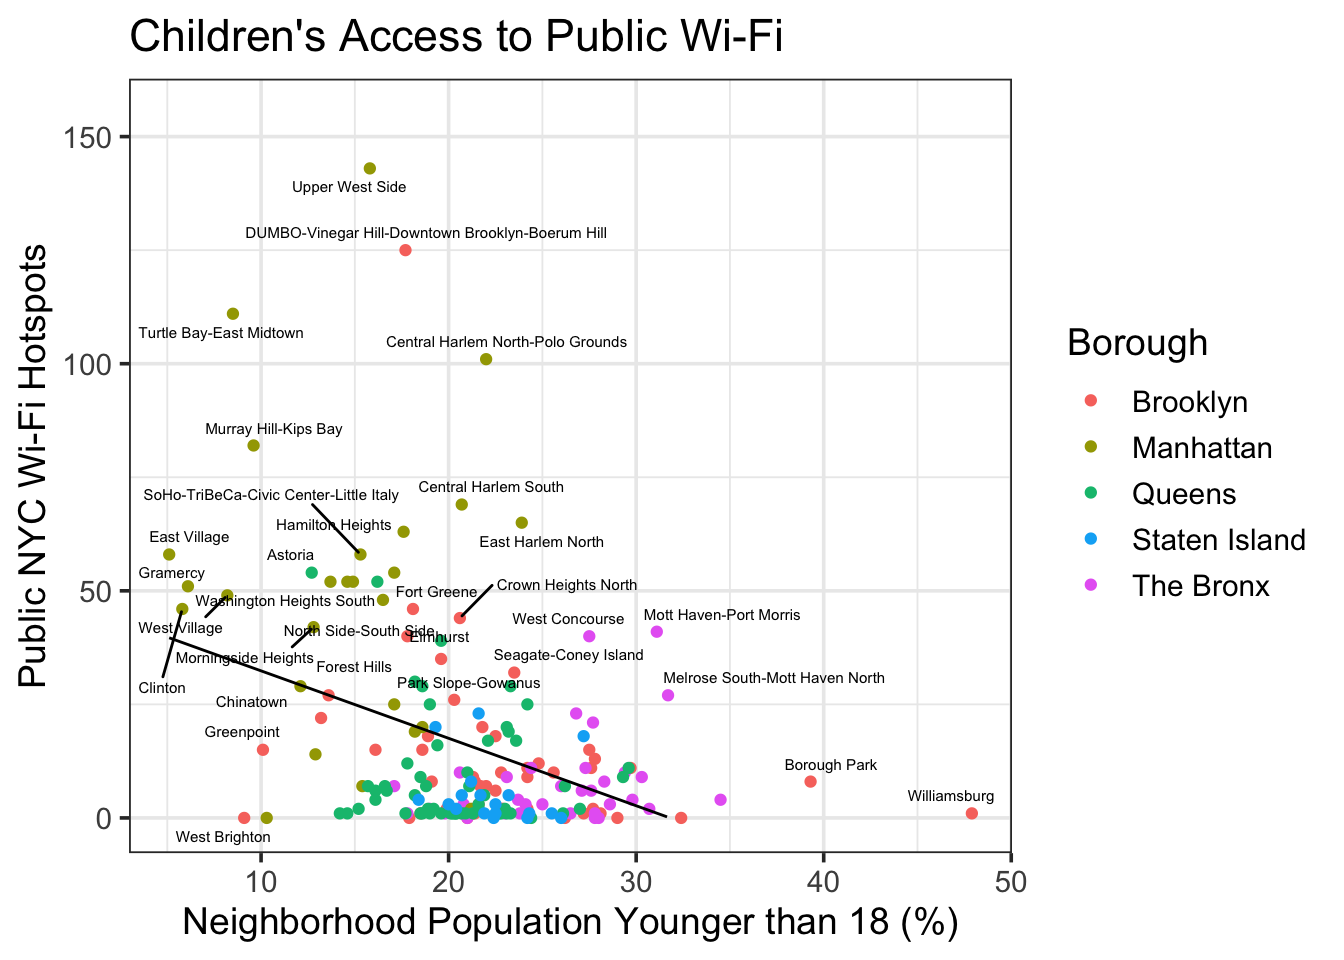 Children's Access to Public Wi-Fi
Public NYC Wi-Fi Hotspots
150
100
50
0
Upper West Side
DUMBO-Vinegar Hill-Downtown Brooklyn-Boerum Hill
Turtle Bay-East Midtown
Central Harlem North-Polo Grounds
Murray Hill-Kips Bay
SoHo-TriBeCa-Civic Center-Little Italy
Central Harlem South
Hamilton Heights
East Village
East Harlem North
Astoria
Gramercy
Fort Greene
Crown Heights North
Washington Heights South
West Concourse
Mott Haven-Port Morris
West Village
North Side-South Side
Elmhurst
Morningside Heights
Forest Hills
Seagate-Coney Island
Clinton
Park Slope-Gowanus
Melrose South-Mott Haven North
Chinatown
Greenpoint
Borough Park
Williamsburg
West Brighton
10
20
30
40
50
Neighborhood Population Younger than 18 (%)
Borough
Brooklyn
Manhattan
Queens
Staten Island
The Bronx